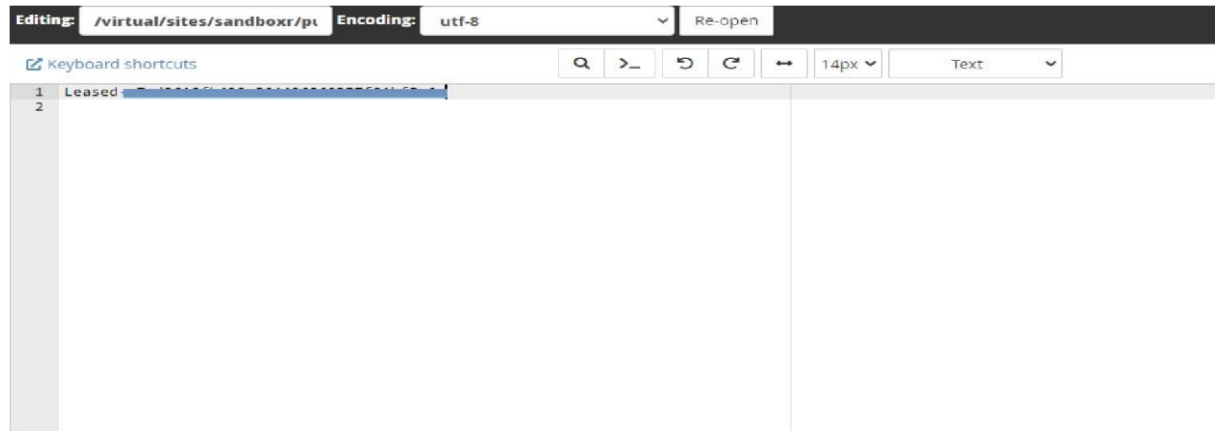 Editing: /virtual/sites/sandboxr/pu Encoding: utf-8 Re-open
Keyboard shortcuts >_ 14px Text
1 Leased
2